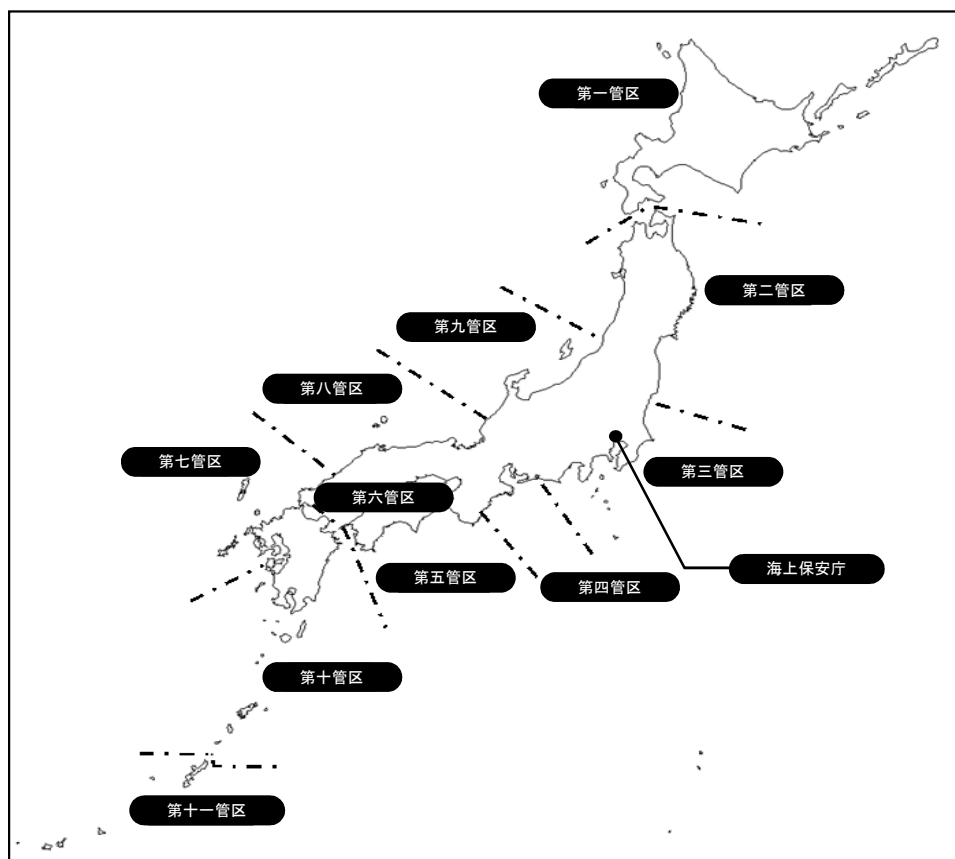 第一管区
第二管区
第九管区
第八管区
第七管区
第三管区
第六管区
第五管区
第四管区
海上保安庁
第十管区
第十一管区